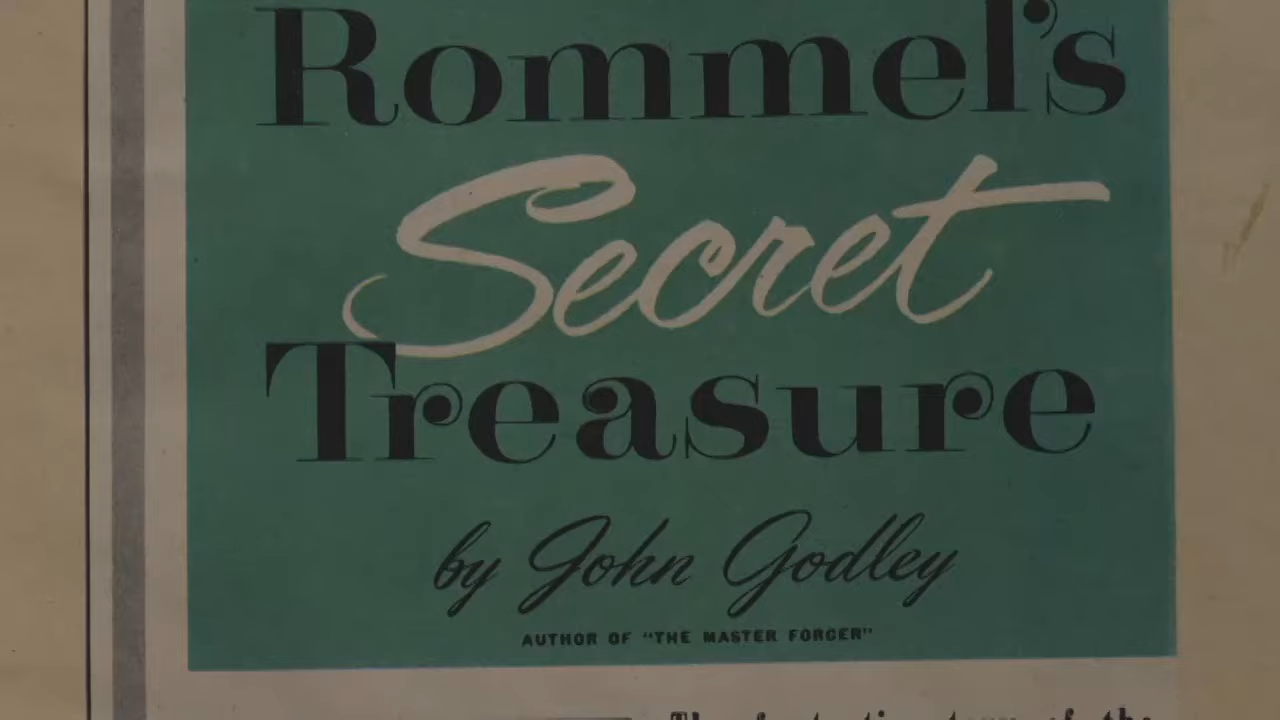 Rommel's
Secret
Treasure
by John Godley
AUTHOR OF "THE MASTER FORGER"